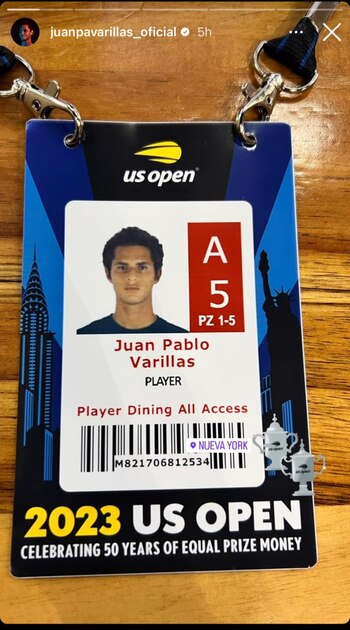 juanpavarillas_oficial 5h
us open
A
5
PZ 1-5
Juan Pablo
Varillas
PLAYER
Player Dining All Access
NUEVA YORK
M821706812534
2023 US OPEN
CELEBRATING 50 YEARS OF EQUAL PRIZE MONEY